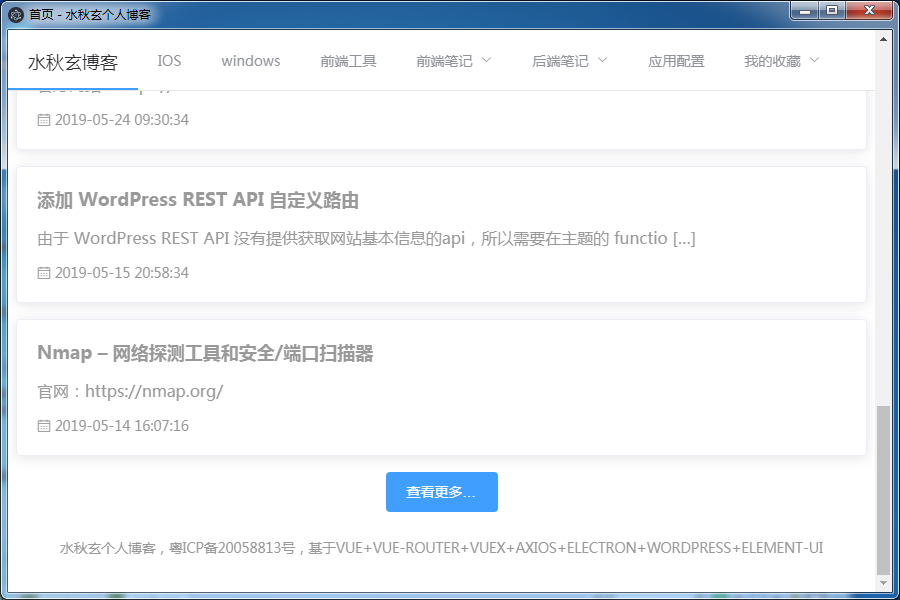 首页 - 水秋玄个人博客
水秋玄博客 IOS windows 前端工具 前端笔记 后端笔记 应用配置 我的收藏
2019-05-24 09:30:34
添加 WordPress REST API 自定义路由
由于 WordPress REST API 没有提供获取网站基本信息的api，所以需要在主题的 functio [...]
2019-05-15 20:58:34
Nmap – 网络探测工具和安全/端口扫描器
官网：https://nmap.org/
2019-05-14 16:07:16
查看更多...
水秋玄个人博客，粤ICP备20058813号，基于VUE+VUE-ROUTER+VUEX+AXIOS+ELECTRON+WORDPRESS+ELEMENT-UI